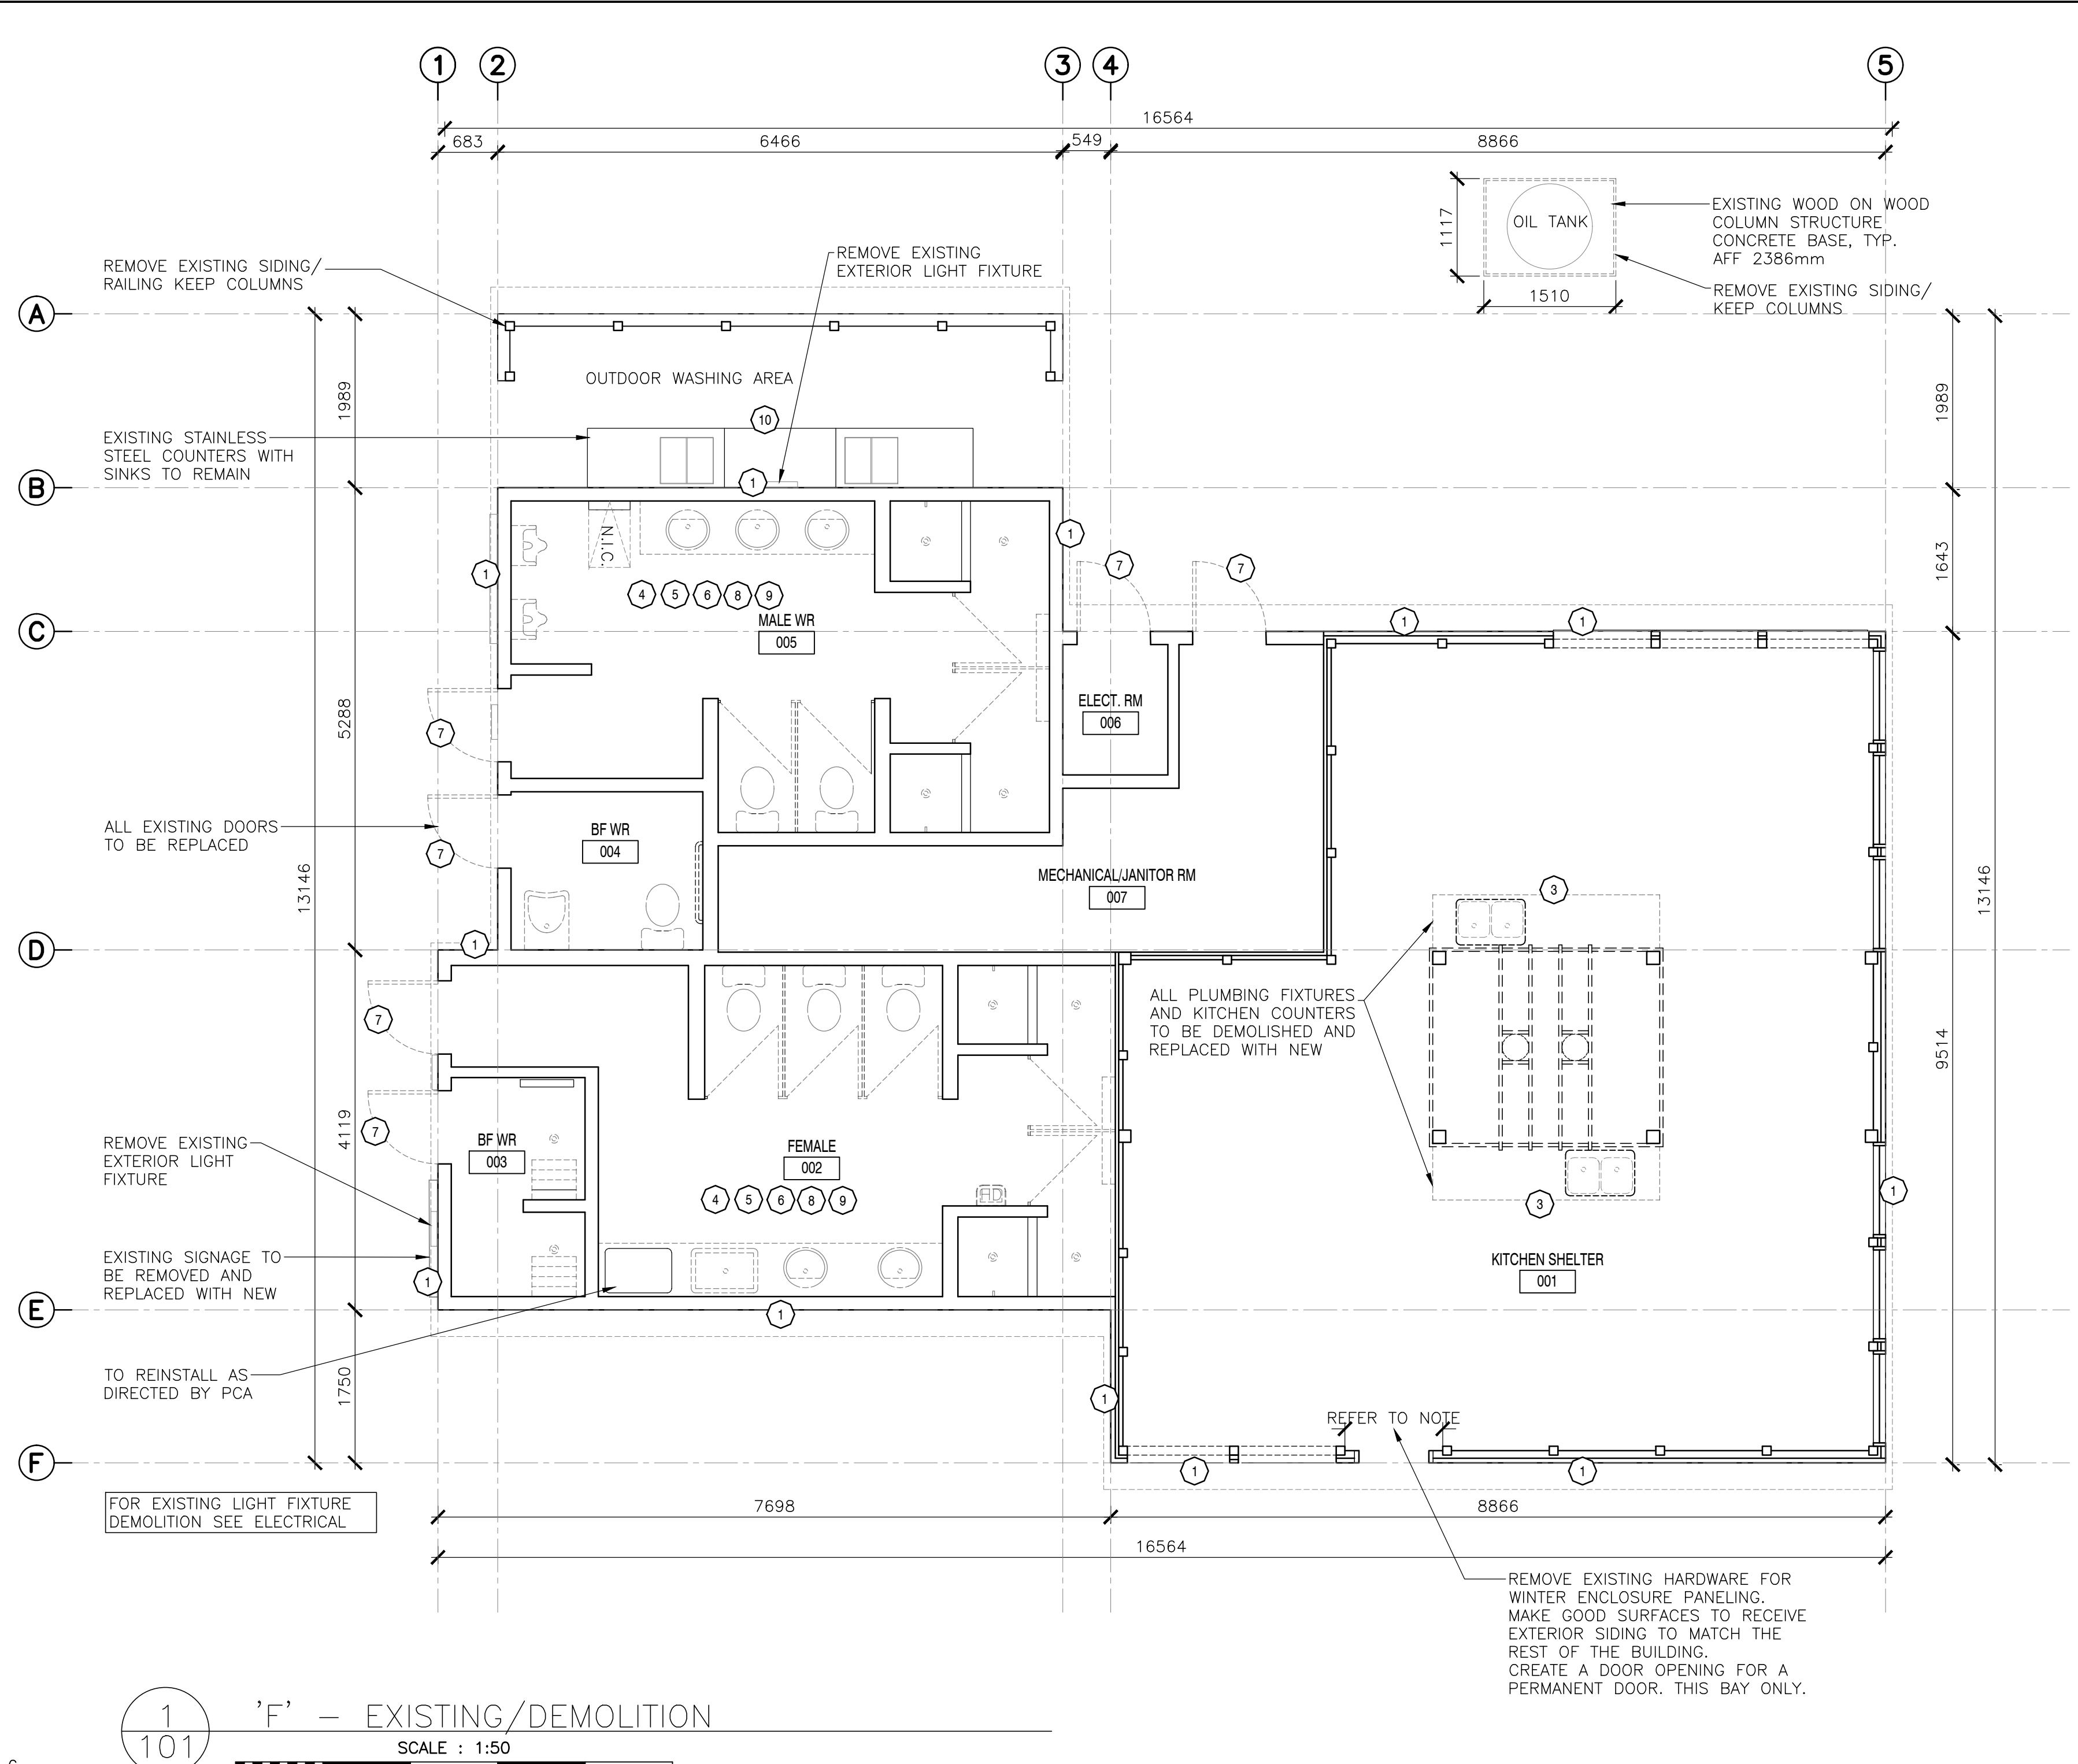 1 2 3 4 5
16564
683 6466 549 8866
OIL TANK
1117
1510
EXISTING WOOD ON WOOD
COLUMN STRUCTURE
CONCRETE BASE, TYP.
AFF 2386mm
REMOVE EXISTING SIDING/
KEEP COLUMNS
REMOVE EXISTING
EXTERIOR LIGHT FIXTURE
REMOVE EXISTING SIDING/
RAILING KEEP COLUMNS
A
OUTDOOR WASHING AREA
1989
1989
10
EXISTING STAINLESS
STEEL COUNTERS WITH
SINKS TO REMAIN
B
1
1
1
N.I.C.
1643
7
7
4 5 6 8 9
MALE WR
005
C
1
1
ELECT. RM
006
5288
7
ALL EXISTING DOORS
TO BE REPLACED
7
BF WR
004
MECHANICAL/JANITOR RM
007
13146
13146
3
D
1
ALL PLUMBING FIXTURES
AND KITCHEN COUNTERS
TO BE DEMOLISHED AND
REPLACED WITH NEW
7
9514
4119
7
REMOVE EXISTING
EXTERIOR LIGHT
FIXTURE
BF WR
003
FEMALE
002
4 5 6 8 9
3
1
EXISTING SIGNAGE TO
BE REMOVED AND
REPLACED WITH NEW
1
KITCHEN SHELTER
001
E
1
TO REINSTALL AS
DIRECTED BY PCA
1750
1
REFER TO NOTE
F
1
1
FOR EXISTING LIGHT FIXTURE
DEMOLITION SEE ELECTRICAL
7698 8866
16564
REMOVE EXISTING HARDWARE FOR
WINTER ENCLOSURE PANELING.
MAKE GOOD SURFACES TO RECEIVE
EXTERIOR SIDING TO MATCH THE
REST OF THE BUILDING.
CREATE A DOOR OPENING FOR A
PERMANENT DOOR. THIS BAY ONLY.
1
101
'F' - EXISTING/DEMOLITION
SCALE : 1:50